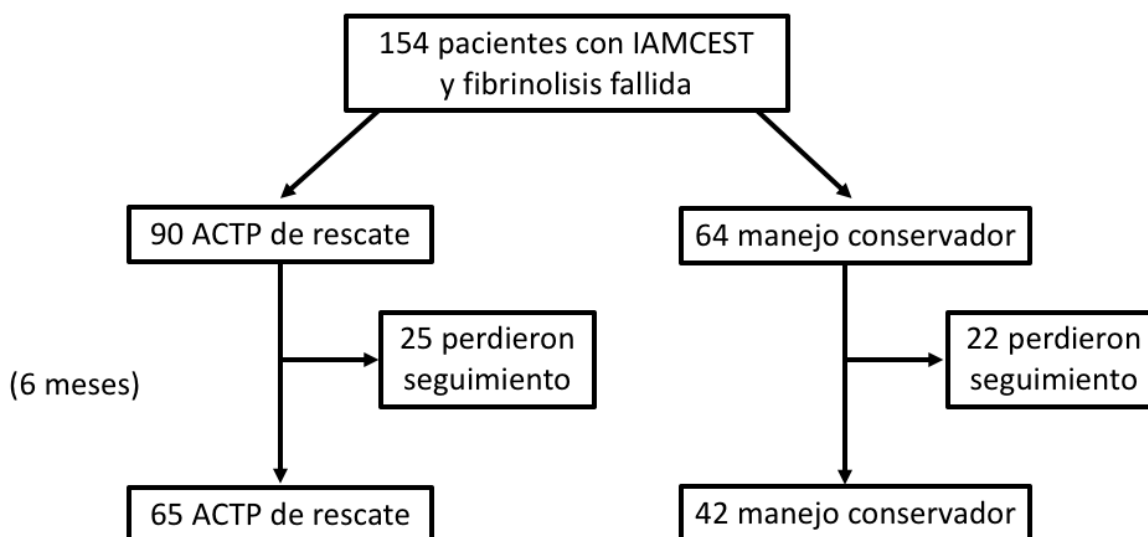 154 pacientes con IAMCEST
y fibrinolisis fallida
90 ACTP de rescate
64 manejo conservador
25 perdieron
seguimiento
22 perdieron
seguimiento
(6 meses)
65 ACTP de rescate
42 manejo conservador